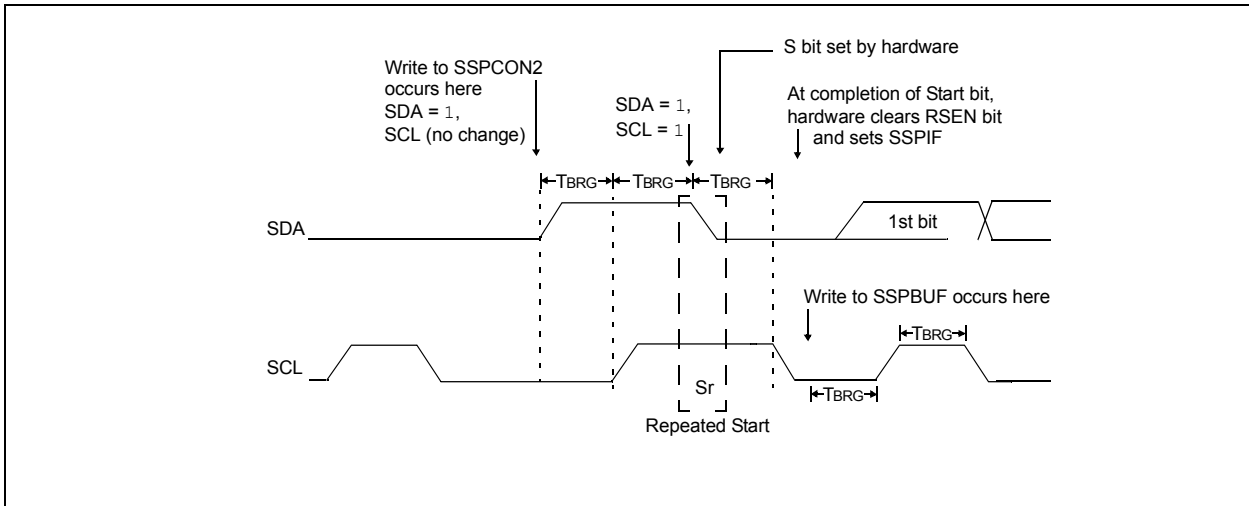 S bit set by hardware
Write to SSPCON2
occurs here
SDA = 1,
SCL (no change)
SDA = 1,
SCL = 1
At completion of Start bit,
hardware clears RSEN bit
and sets SSPIF
TBRG TBRG TBRG
SDA
1st bit
Write to SSPBUF occurs here
TBRG
SCL
Sr
TBRG
Repeated Start